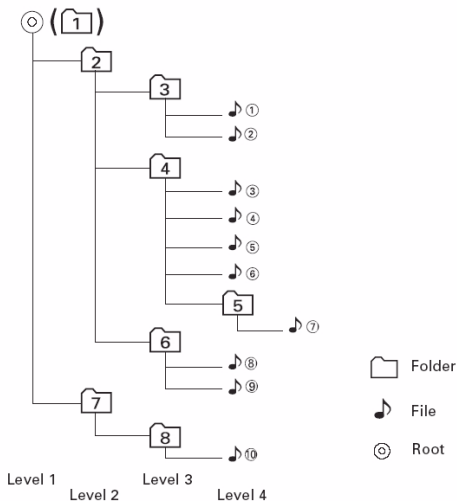 (1)
2
3
①
②
4
③
④
⑤
⑥
5
⑦
6
⑧
⑨
7
8
⑩
Folder
File
Root
Level 1
Level 2
Level 3
Level 4